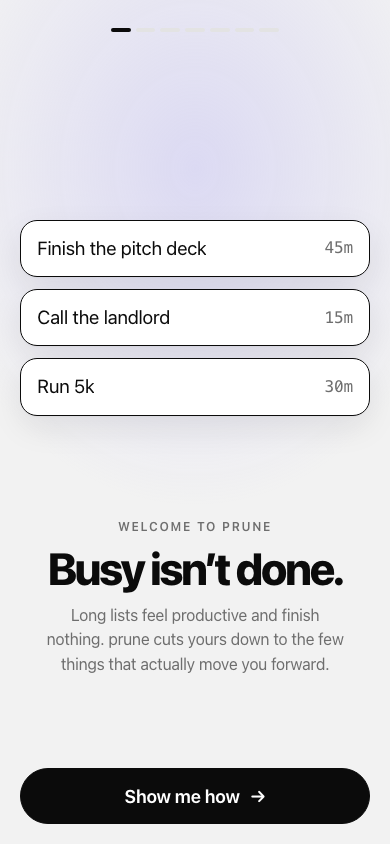 Finish the pitch deck 45m
Call the landlord 15m
Run 5k 30m
WELCOME TO PRUNE
Busy isn’t done.
Long lists feel productive and finish
nothing. prune cuts yours down to the few
things that actually move you forward.
Show me how →